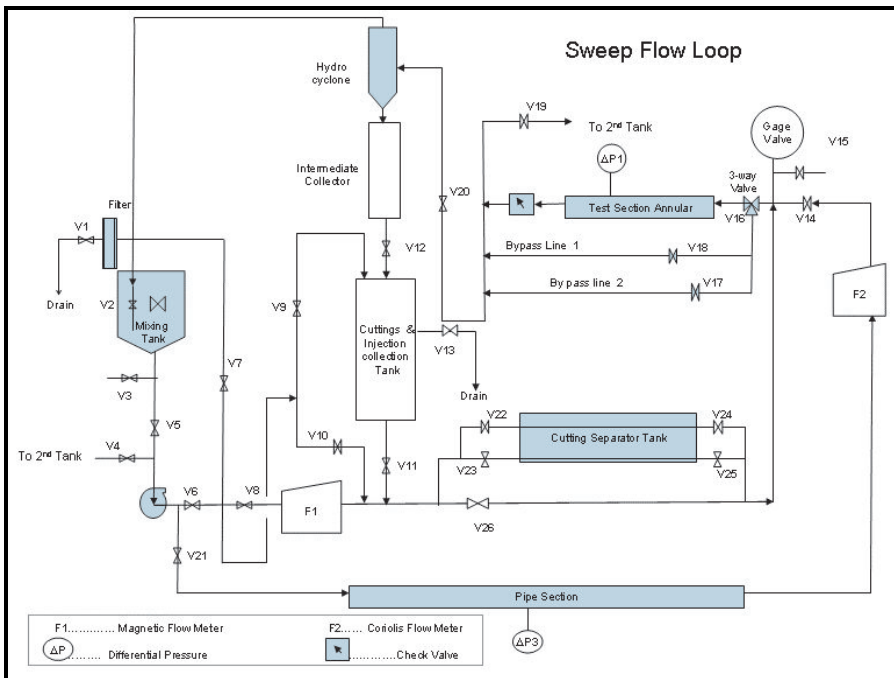 Sweep Flow Loop
Hydro
cyclone
V19
To 2nd Tank
Gage
Valve
V15
ΔP1
3-way
Valve
Intermediate
Collector
V20
Filter
V1
Test Section Annular
V16
V14
V12
Bypass Line 1
V18
Drain
V2
V9
By pass line 2
V17
F2
Mixing
Tank
Cuttings &
Injection
collection
Tank
V13
V7
V3
Drain
V5
V10
V22
V24
V4
Cutting Separator Tank
To 2nd Tank
V11
V23
V25
V6
V8
F1
V26
V21
Pipe Section
F1............. Magnetic Flow Meter
F2...... Coriolis Flow Meter
ΔP.......... Differential Pressure
.............Check Valve
ΔP3